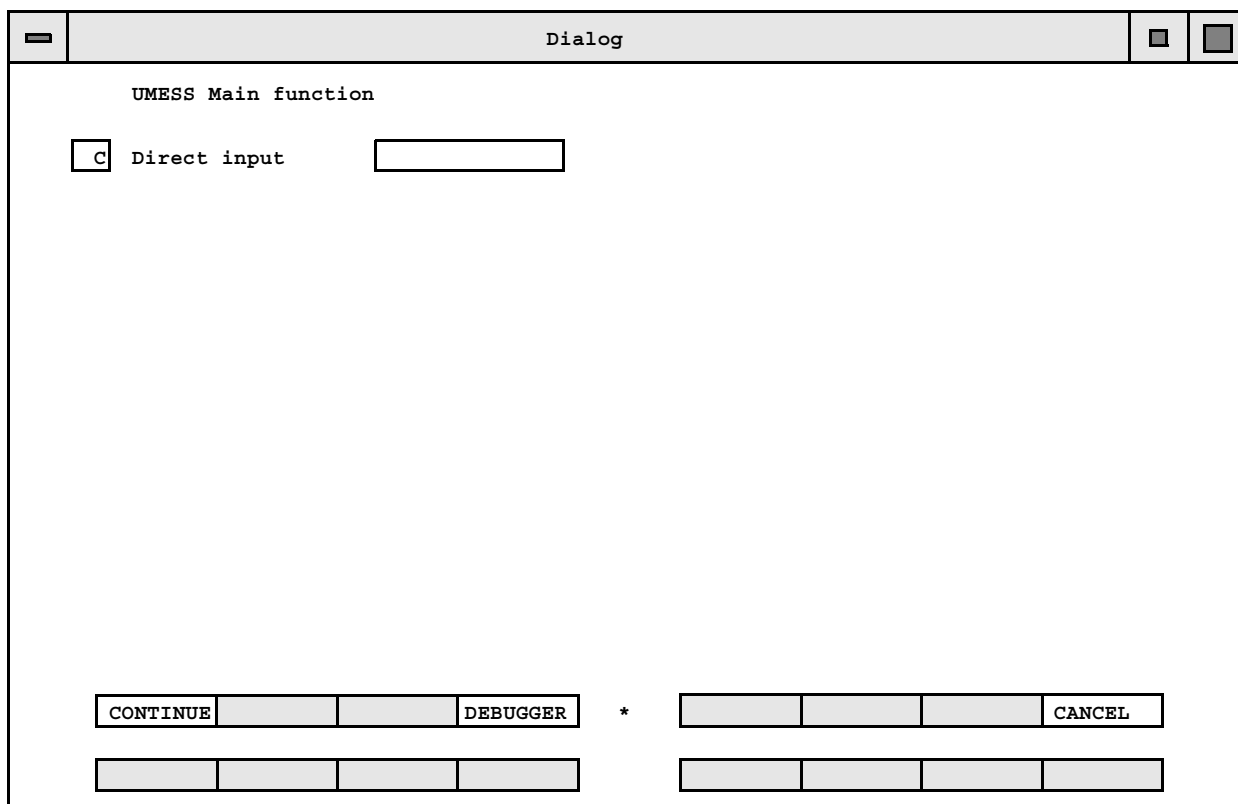 Dialog
UMESS Main function
C Direct input
CONTINUE DEBUGGER * CANCEL